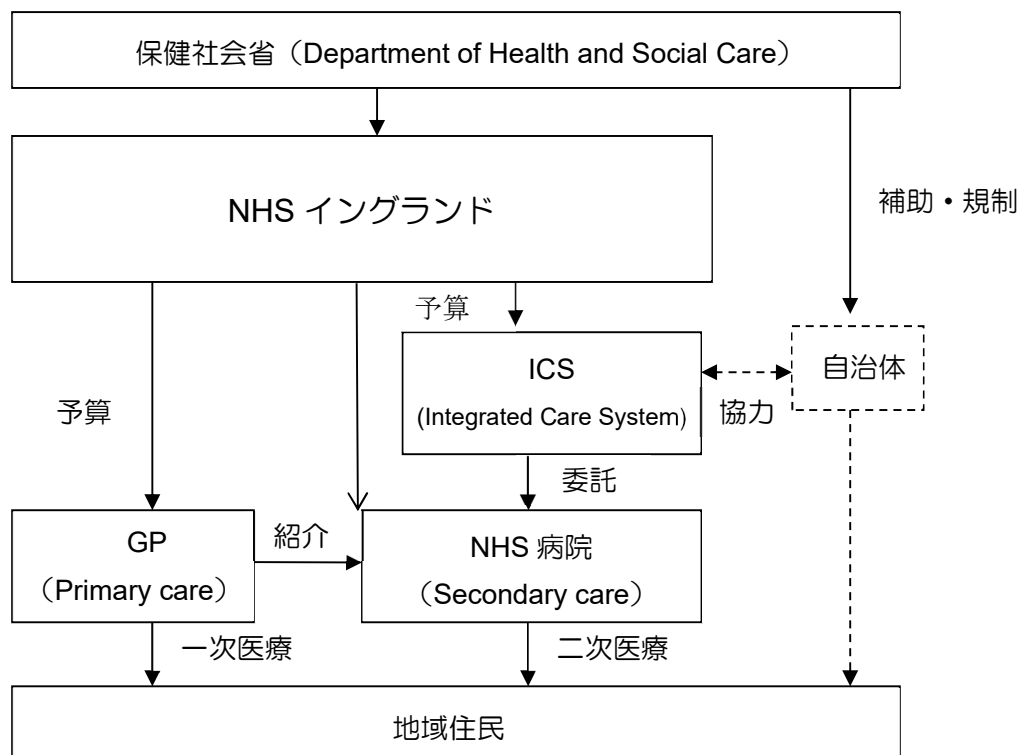 保健社会省（Department of Health and Social Care）
NHS イングランド
補助・規制
予算
ICS
(Integrated Care System)
自治体
協力
予算
委託
GP
（Primary care）
紹介
NHS 病院
（Secondary care）
一次医療
二次医療
地域住民